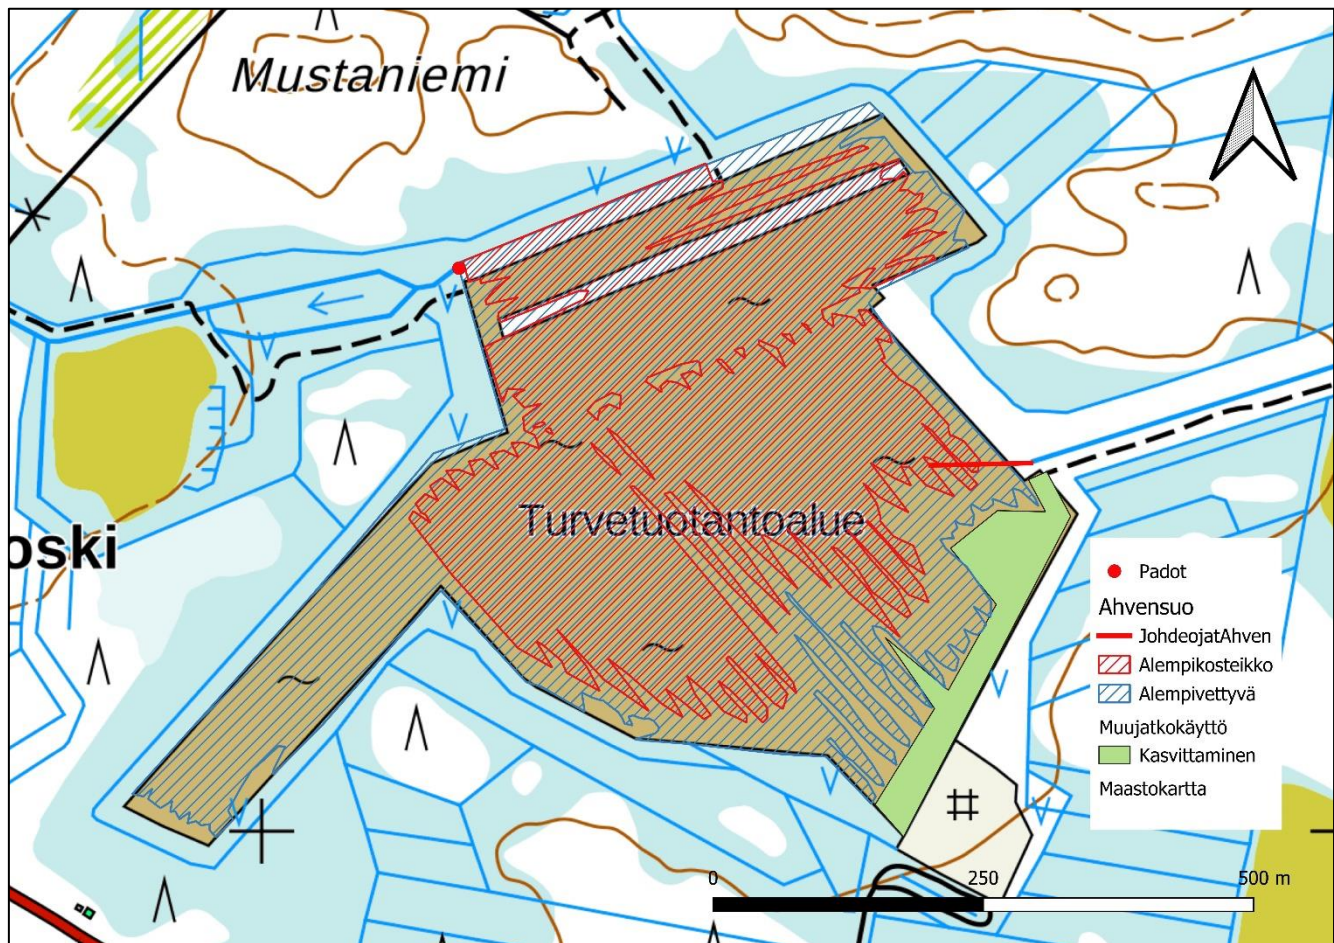 Mustaniemi
Turvetuotantoalue
oski
Padot
Ahvensuo
JohdeojatAhven
Alempikosteikko
Alempivettyvä
Muujatkokäyttö
Kasvittaminen
Maastokartta
0 250 500 m